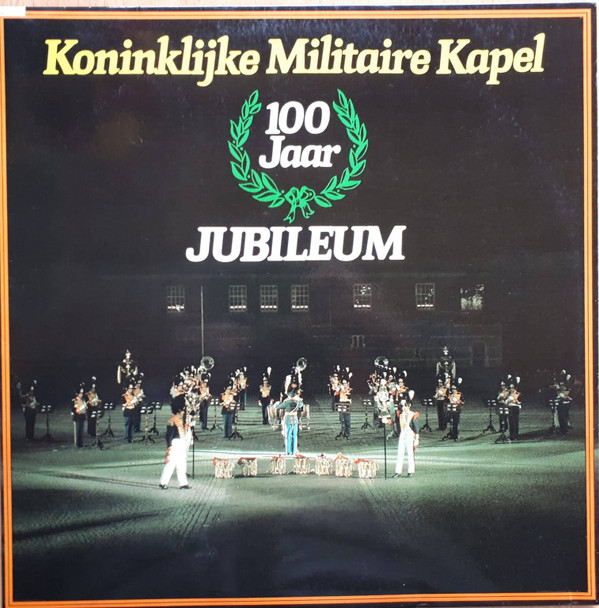 Koninklijke Militaire Kapel
100
Jaar
JUBILEUM